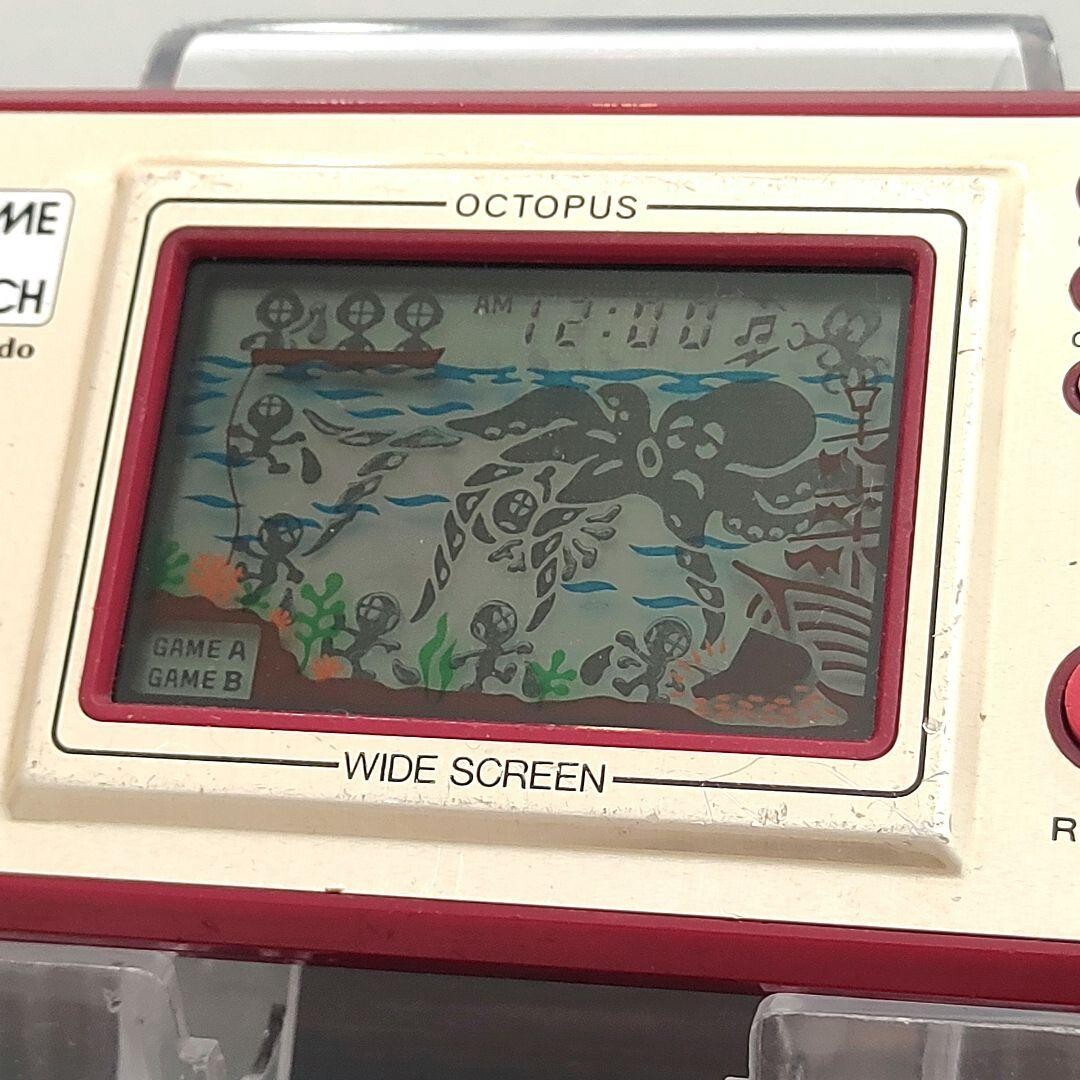 OCTOPUS
ME
CH
do
AM 12:00
GAME A
GAME B
WIDE SCREEN
R